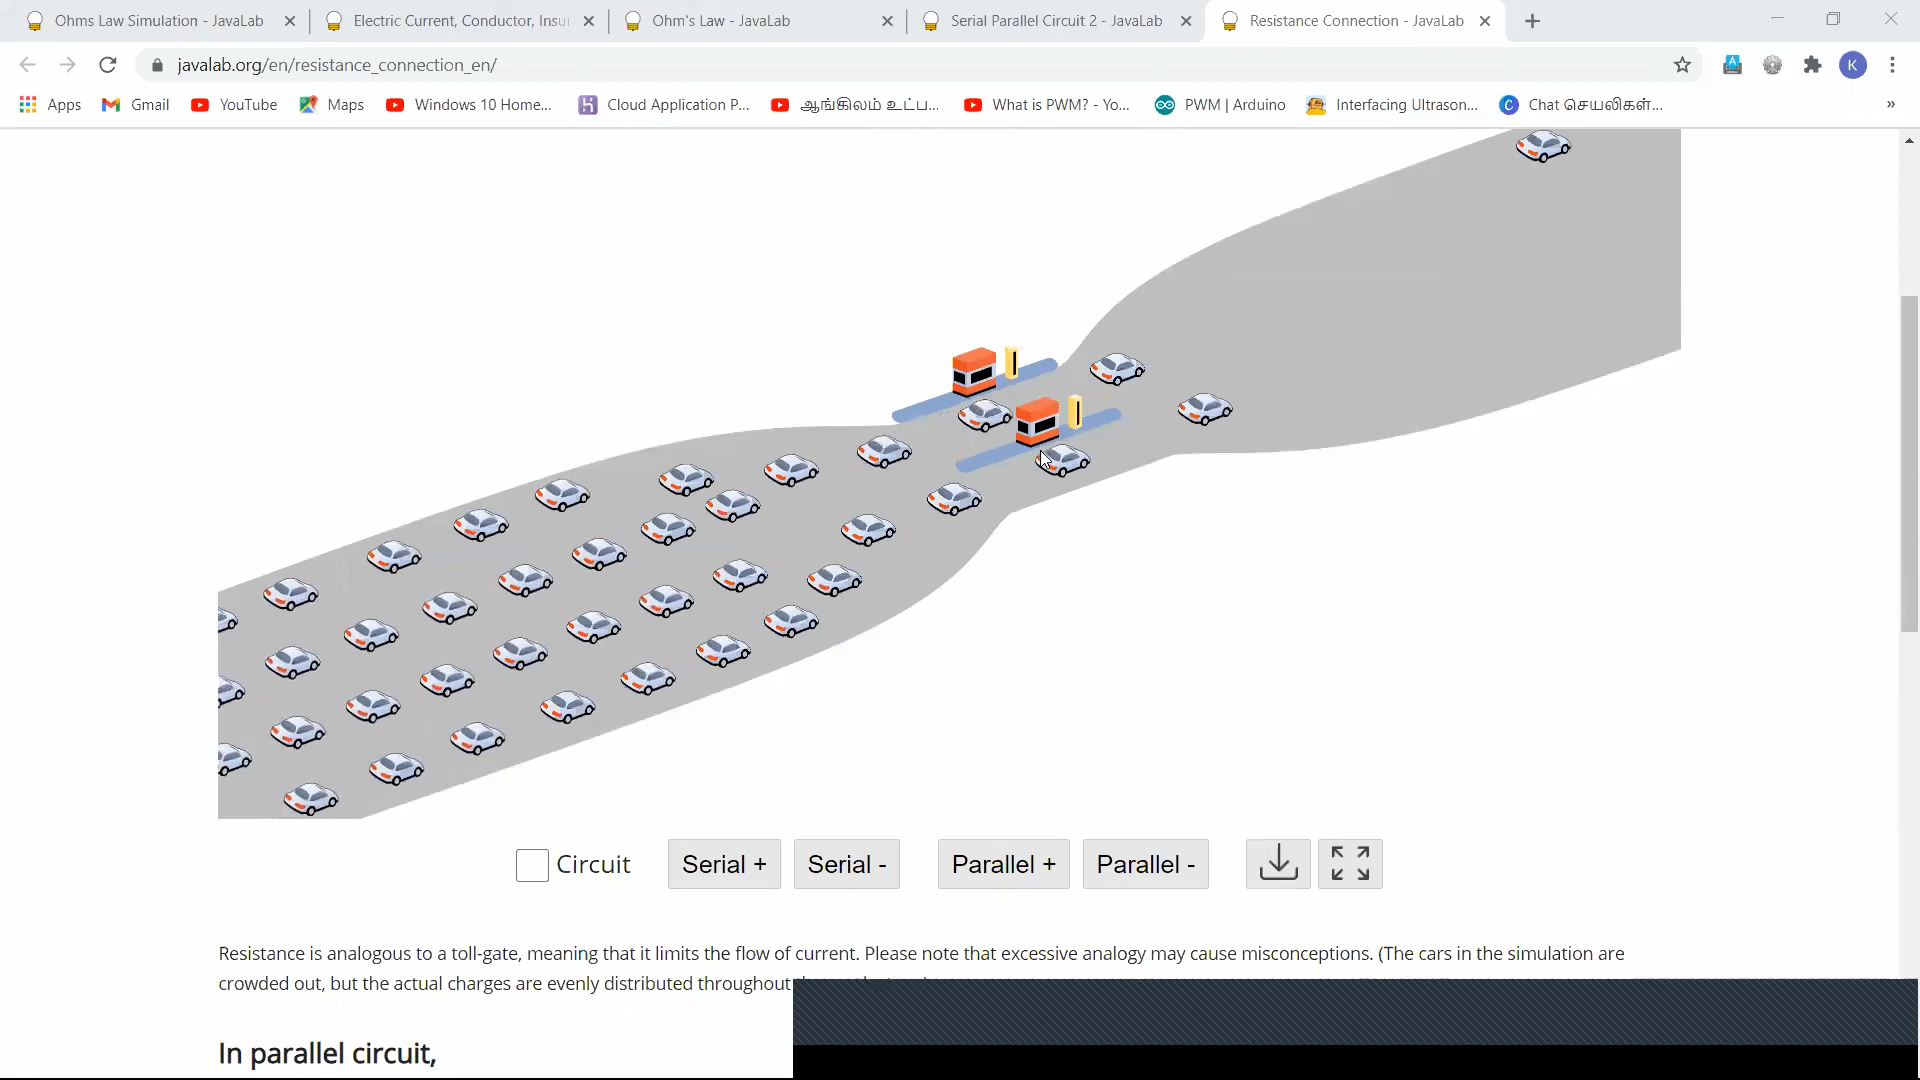 Ohms Law Simulation - JavaLab
Electric Current, Conductor, Insu
Ohm's Law - JavaLab
Serial Parallel Circuit 2 - JavaLab
Resistance Connection - JavaLab
javalab.org/en/resistance_connection_en/
K
Apps
Gmail
YouTube
Maps
Windows 10 Home...
Cloud Application P...
ஆங்கிலம் உட்ப...
What is PWM? - Yo...
PWM | Arduino
Interfacing Ultrason...
Chat செயலிகள்...
»
Circuit
Serial +
Serial -
Parallel +
Parallel -
Resistance is analogous to a toll-gate, meaning that it limits the flow of current. Please note that excessive analogy may cause misconceptions. (The cars in the simulation are
crowded out, but the actual charges are evenly distributed throughout
In parallel circuit,